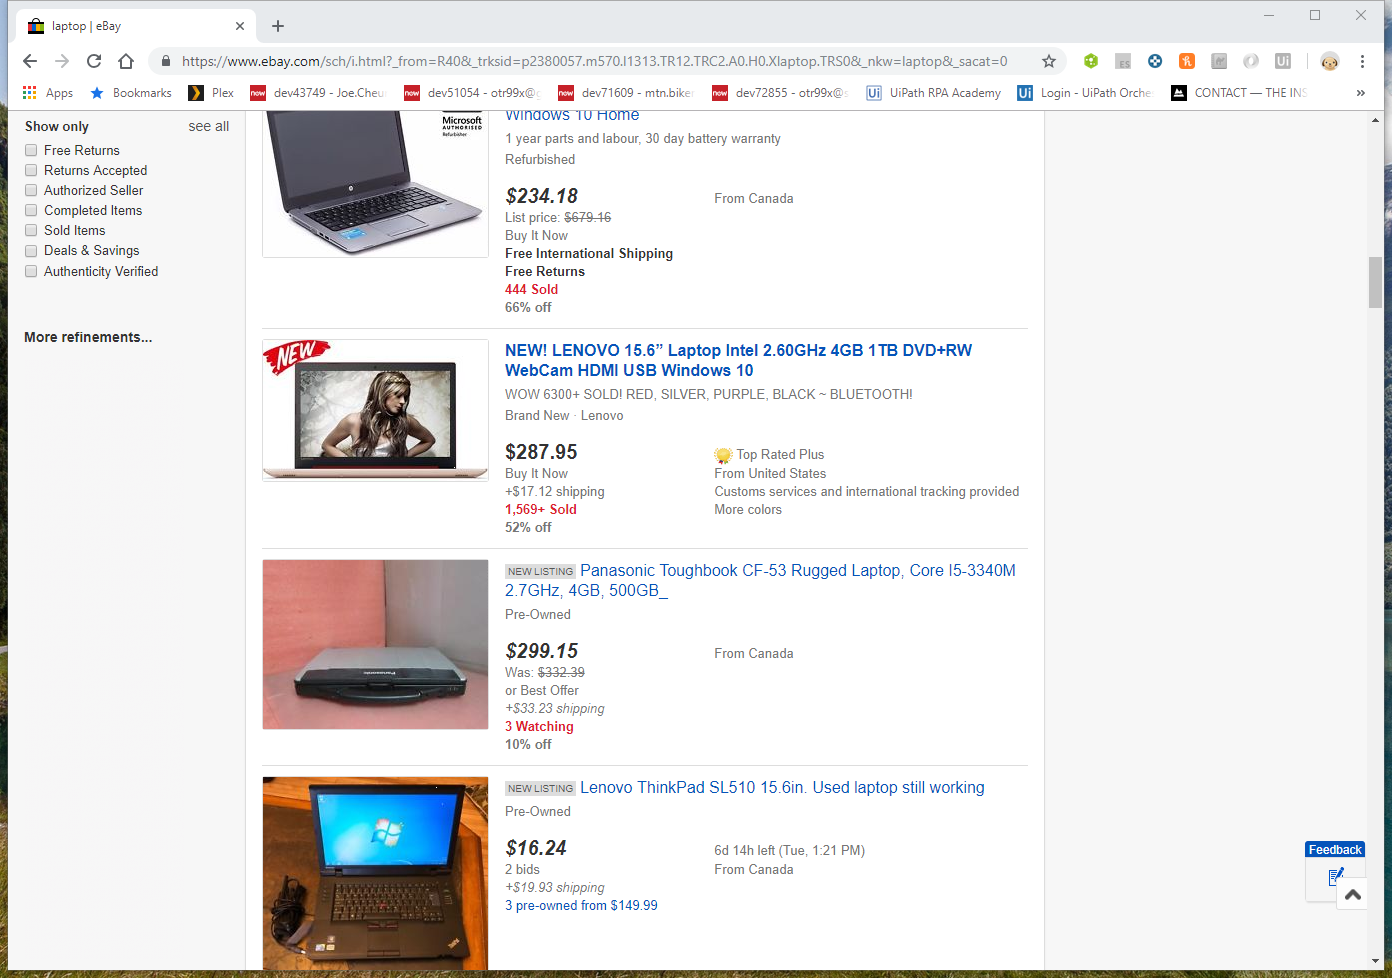 laptop | eBay
https://www.ebay.com/sch/i.html?_from=R40&_trksid=p2380057.m570.l1313.TR12.TRC2.A0.H0.Xlaptop.TRS0&_nkw=laptop&_sacat=0
Apps Bookmarks Plex dev43749 - Joe.Cheu dev51054 - otr99x@g dev71609 - mtn.biker dev72855 - otr99x@s UiPath RPA Academy Login - UiPath Orche CONTACT — THE INS »
Show only see all
Free Returns
Returns Accepted
Authorized Seller
Completed Items
Sold Items
Deals & Savings
Authenticity Verified
More refinements...
Microsoft
AUTHORISED
Refurbisher
Windows 10 Home
1 year parts and labour, 30 day battery warranty
Refurbished
$234.18 From Canada
List price: $679.16
Buy It Now
Free International Shipping
Free Returns
444 Sold
66% off
NEW
NEW! LENOVO 15.6” Laptop Intel 2.60GHz 4GB 1TB DVD+RW
WebCam HDMI USB Windows 10
WOW 6300+ SOLD! RED, SILVER, PURPLE, BLACK ~ BLUETOOTH!
Brand New · Lenovo
$287.95 Top Rated Plus
Buy It Now From United States
+$17.12 shipping Customs services and international tracking provided
1,569+ Sold More colors
52% off
NEW LISTING Panasonic Toughbook CF-53 Rugged Laptop, Core I5-3340M
2.7GHz, 4GB, 500GB_
Pre-Owned
$299.15 From Canada
Was: $332.39
or Best Offer
+$33.23 shipping
3 Watching
10% off
Panasonic
NEW LISTING Lenovo ThinkPad SL510 15.6in. Used laptop still working
Pre-Owned
$16.24 6d 14h left (Tue, 1:21 PM)
2 bids From Canada
+$19.93 shipping
3 pre-owned from $149.99
ThinkPad
Feedback